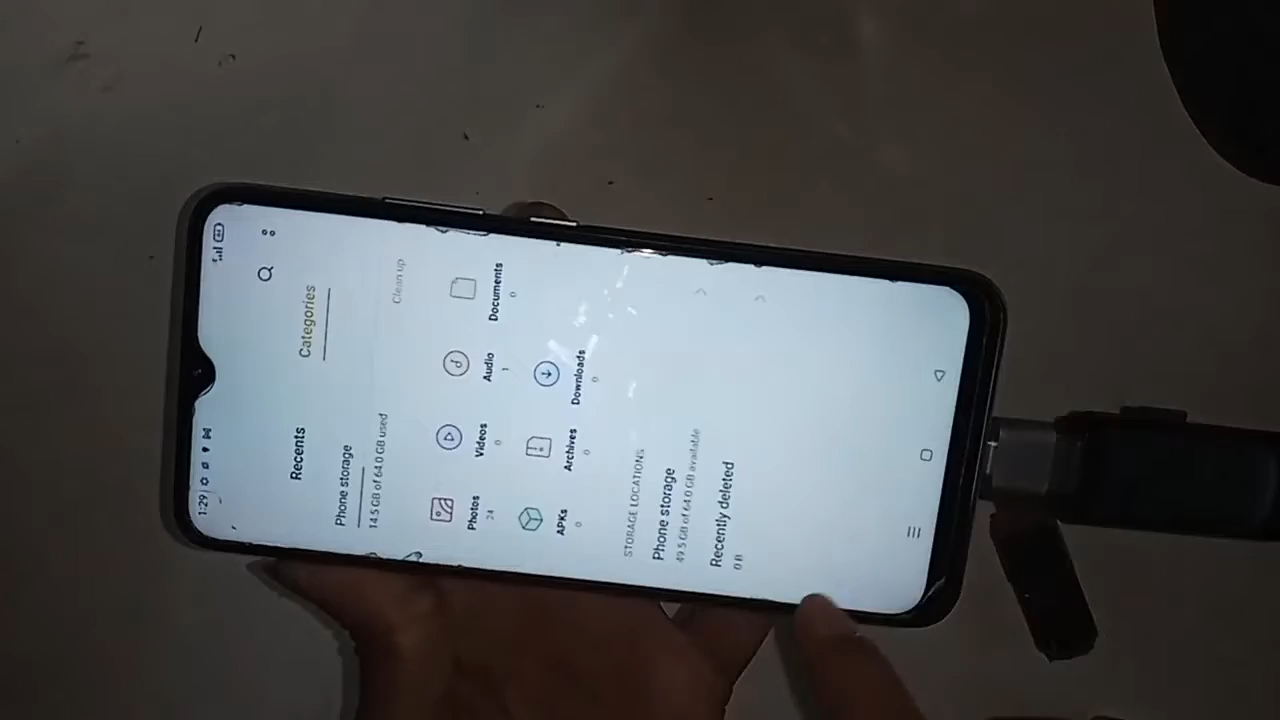 1:29
Recents Categories
Phone storage
14.5 GB of 64.0 GB used Clean up
Photos Videos Audio Documents
24 0 1 0
APKs Archives Downloads
0 0 0
STORAGE LOCATIONS
Phone storage
49.5 GB of 64.0 GB available
Recently deleted
0 B